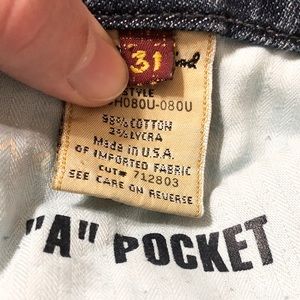 31
STYLE
H080U-080U
98% COTTON
2% LYCRA
Made in U.S.A.
OF IMPORTED FABRIC
CUT# 712803
SEE CARE ON REVERSE
"A" POCKET